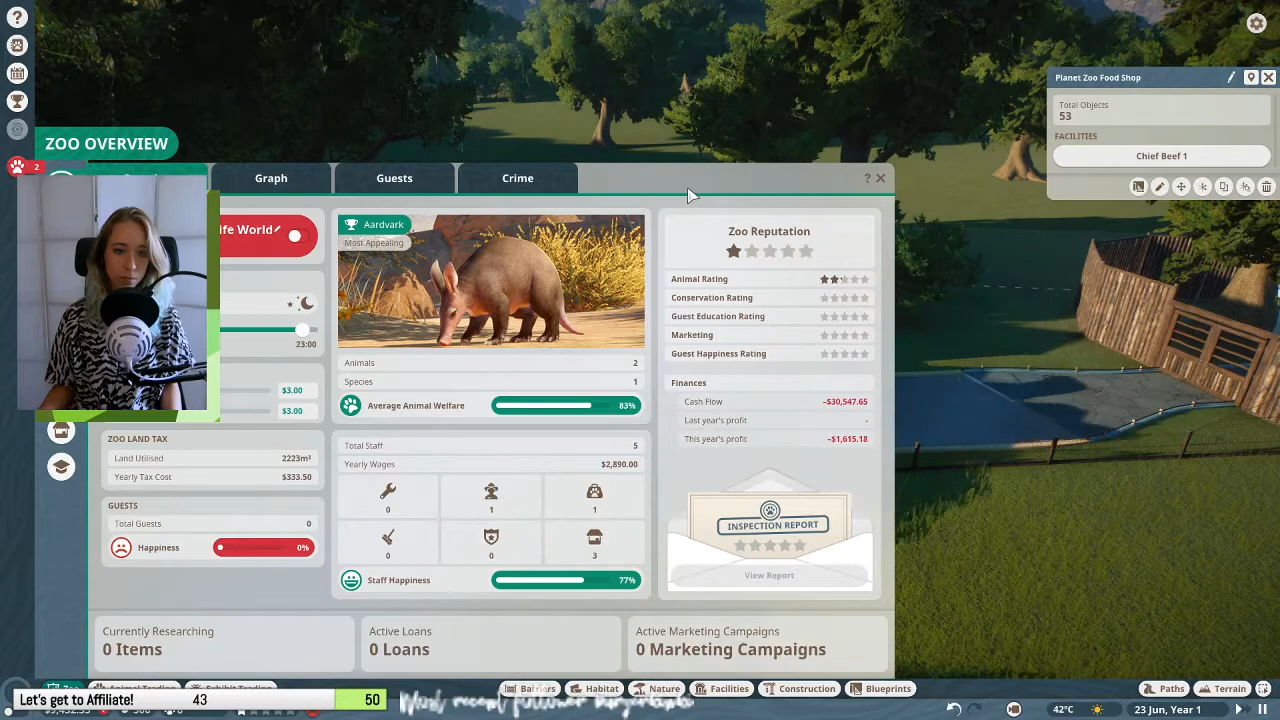 ?
2
ZOO OVERVIEW
Graph
Guests
Crime
?
Planet Zoo Food Shop
Total Objects
53
FACILITIES
Chief Beef 1
ife World
23:00
$3.00
$3.00
ZOO LAND TAX
Land Utilised 2223m²
Yearly Tax Cost $333.50
GUESTS
Total Guests 0
Happiness 0%
Aardvark
Most Appealing
Animals 2
Species 1
Average Animal Welfare 83%
Total Staff 5
Yearly Wages $2,890.00
0 1 1
0 0 3
Staff Happiness 77%
Zoo Reputation
Animal Rating
Conservation Rating
Guest Education Rating
Marketing
Guest Happiness Rating
Finances
Cash Flow -$30,547.65
Last year's profit -
This year's profit -$1,615.18
INSPECTION REPORT
View Report
Currently Researching
0 Items
Active Loans
0 Loans
Active Marketing Campaigns
0 Marketing Campaigns
Let's get to Affiliate! 43 50
Most recent follower
Barriers
Habitat
Nature
Facilities
Construction
Blueprints
Paths
Terrain
42°C
23 Jun, Year 1